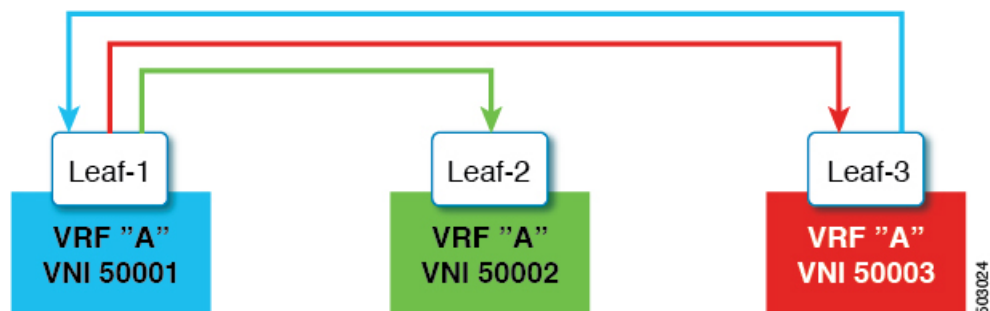 Leaf-1
VRF ”A”
VNI 50001
Leaf-2
VRF ”A”
VNI 50002
Leaf-3
VRF ”A”
VNI 50003
503024